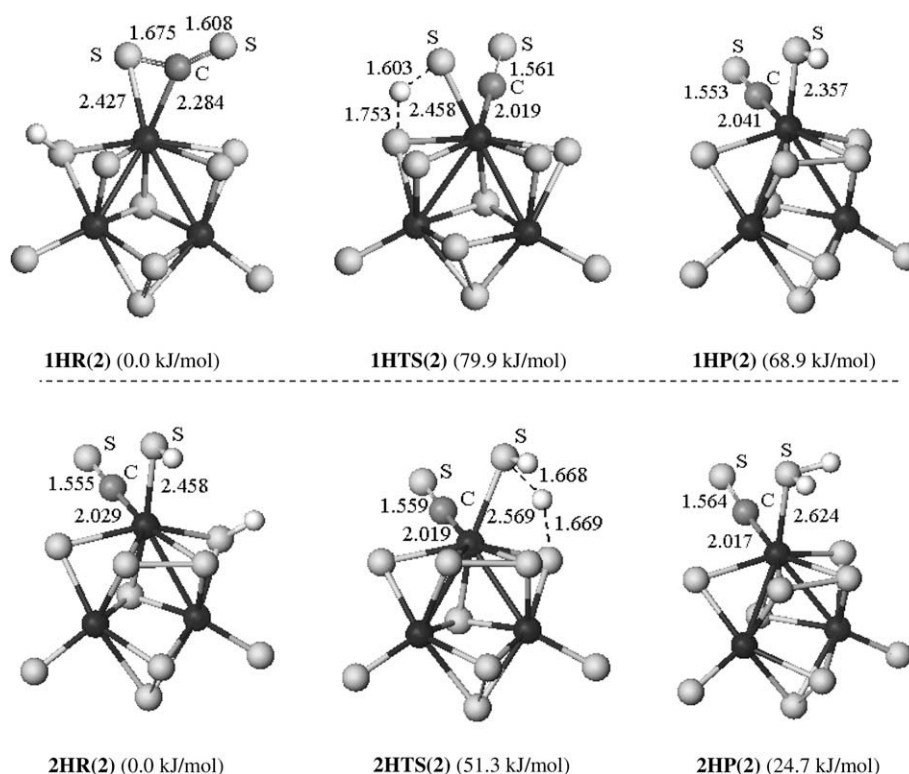 1.675 1.608
S S
C
2.427 2.284
1HR(2) (0.0 kJ/mol)
S S
1.603 1.561
C
1.753 2.458 2.019
1HTS(2) (79.9 kJ/mol)
S S
1.553 C 2.357
2.041
1HP(2) (68.9 kJ/mol)
S S
1.555 C 2.458
2.029
2HR(2) (0.0 kJ/mol)
S S
1.668
1.559 C 2.569 1.669
2.019
2HTS(2) (51.3 kJ/mol)
S S
1.564 C 2.624
2.017
2HP(2) (24.7 kJ/mol)